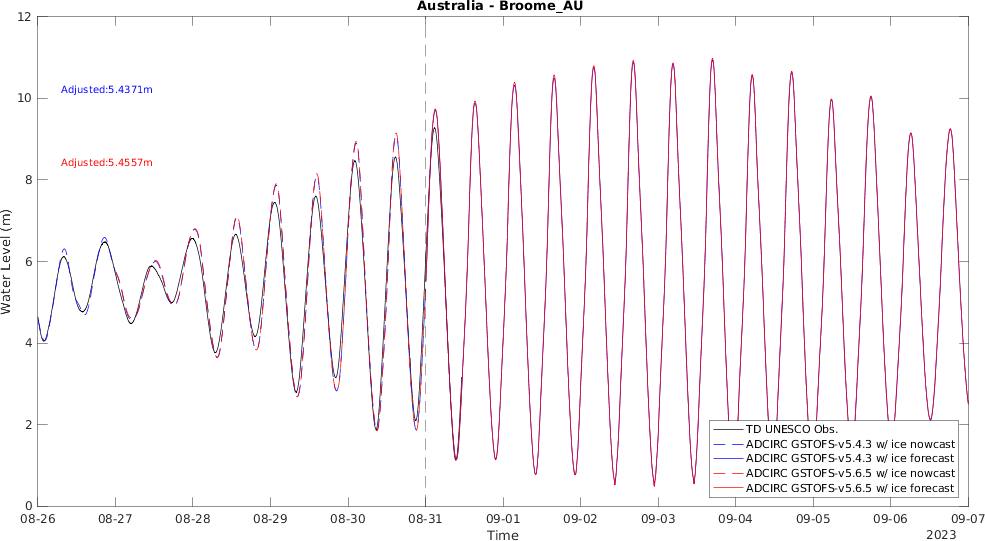 Australia - Broome_AU
12
10
8
6
4
2
0
Water Level (m)
Adjusted:5.4371m
Adjusted:5.4557m
TD UNESCO Obs.
ADCIRC GSTOFS-v5.4.3 w/ ice nowcast
ADCIRC GSTOFS-v5.4.3 w/ ice forecast
ADCIRC GSTOFS-v5.6.5 w/ ice nowcast
ADCIRC GSTOFS-v5.6.5 w/ ice forecast
08-26 08-27 08-28 08-29 08-30 08-31 09-01 09-02 09-03 09-04 09-05 09-06 09-07
Time
2023